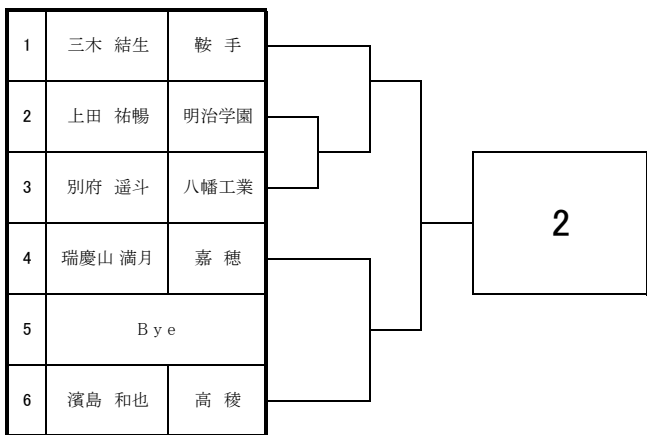 1 三木 結生 鞍 手
2 上田 祐暢 明治学園
3 別府 遥斗 八幡工業
2
4 瑞慶山 満月 嘉 穂
5 Bye
6 濱島 和也 高 稜